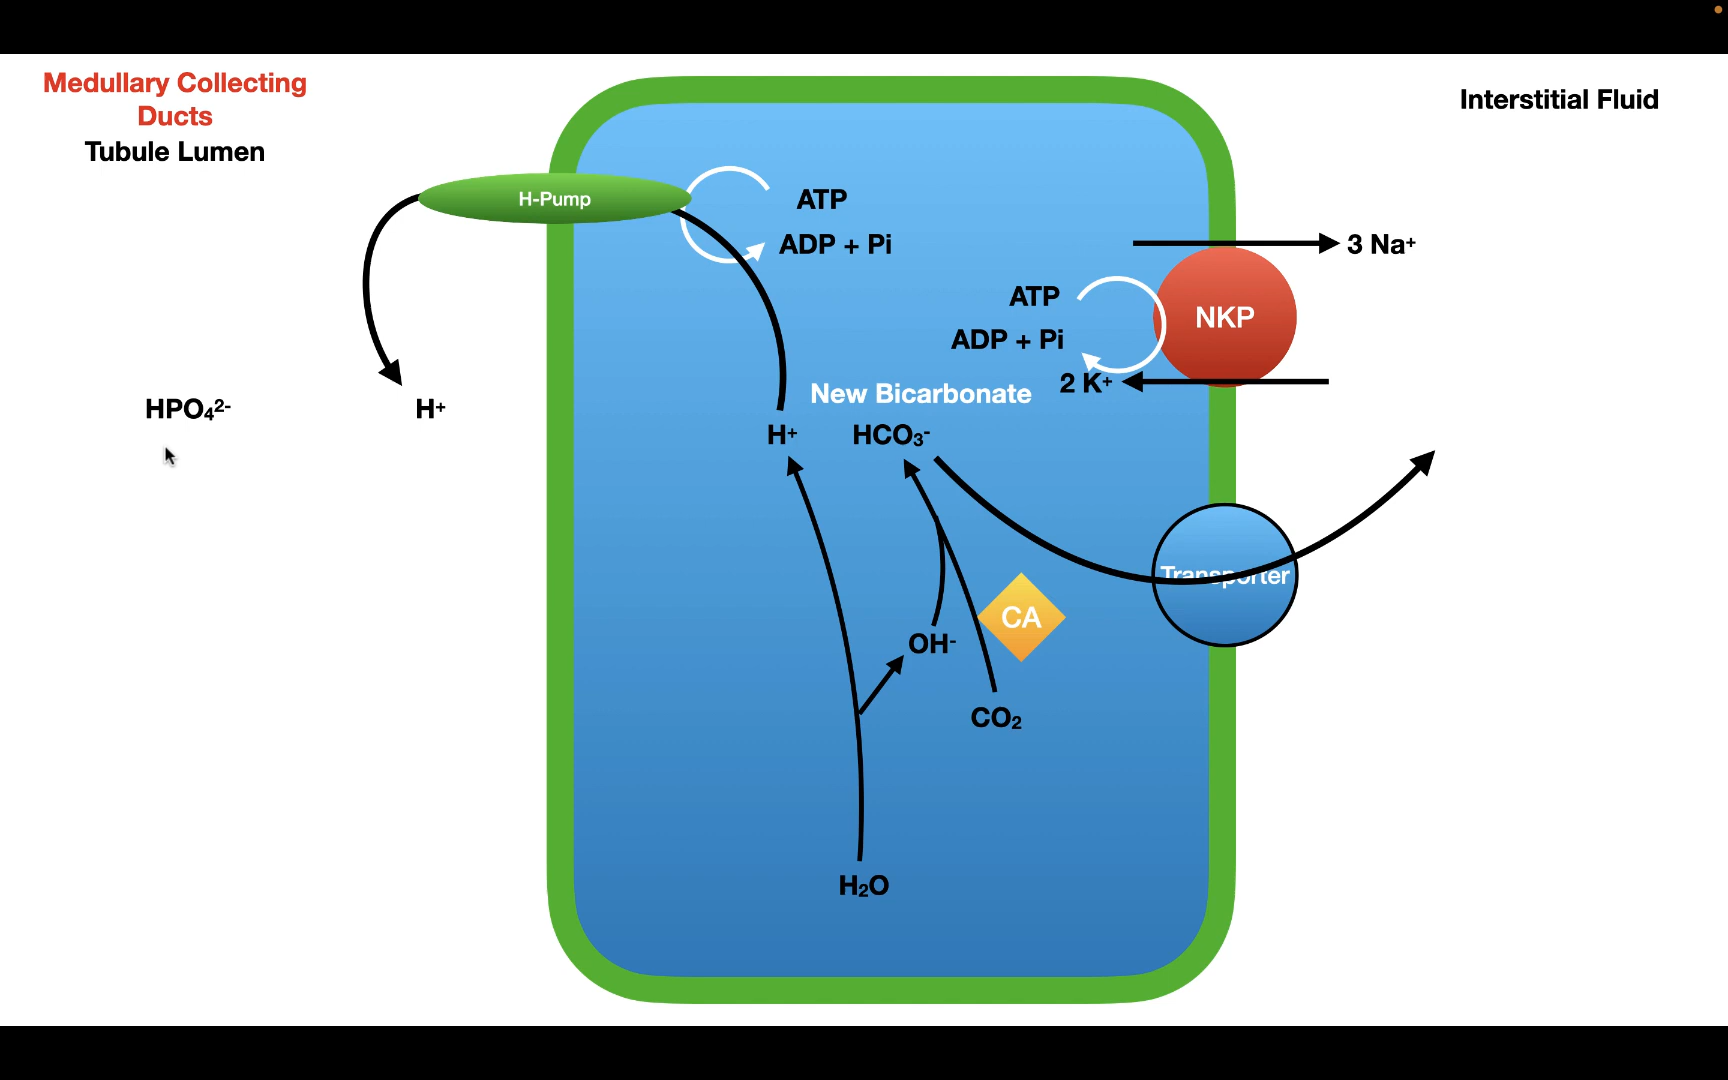 Medullary Collecting
Ducts
Tubule Lumen
Interstitial Fluid
H-Pump
ATP
ADP + Pi
3 Na⁺
ATP
NKP
ADP + Pi
2 K⁺
New Bicarbonate
HPO₄²⁻
H⁺
H⁺
HCO₃⁻
Transporter
CA
OH⁻
CO₂
H₂O